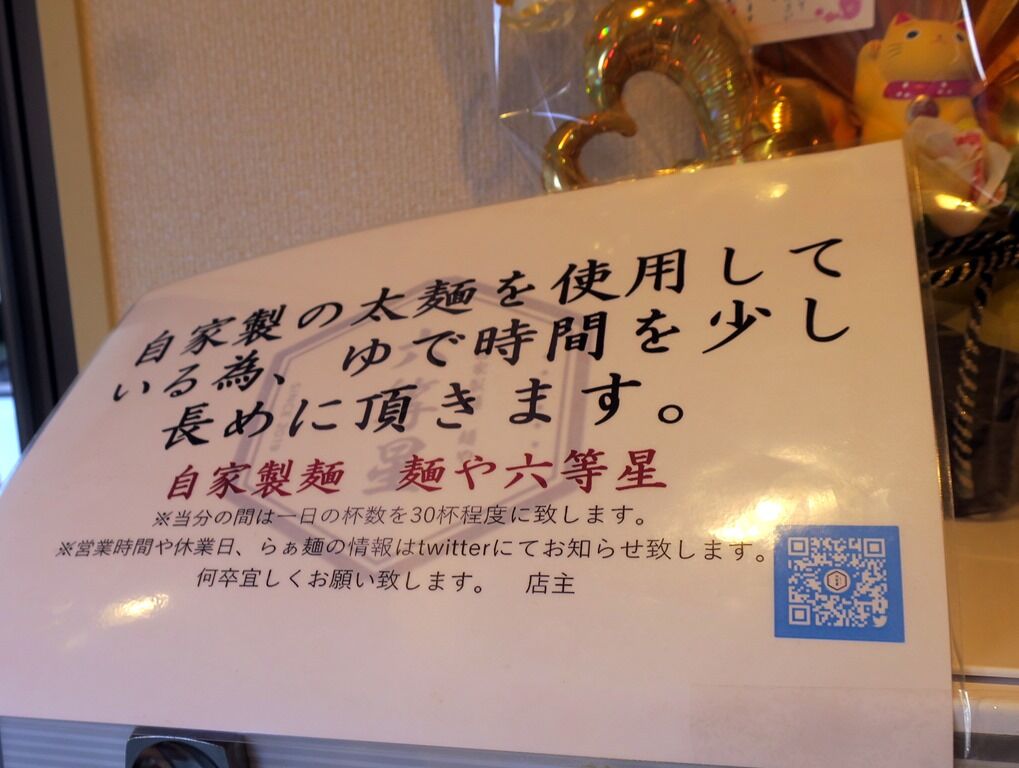 自家製の太麺を使用して
いる為、ゆで時間を少し
長めに頂きます。
自家製麺　麺や六等星
※当分の間は一日の杯数を30杯程度に致します。
※営業時間や休業日、らぁ麺の情報はtwitterにてお知らせ致します。
何卒宜しくお願い致します。　店主
六等星